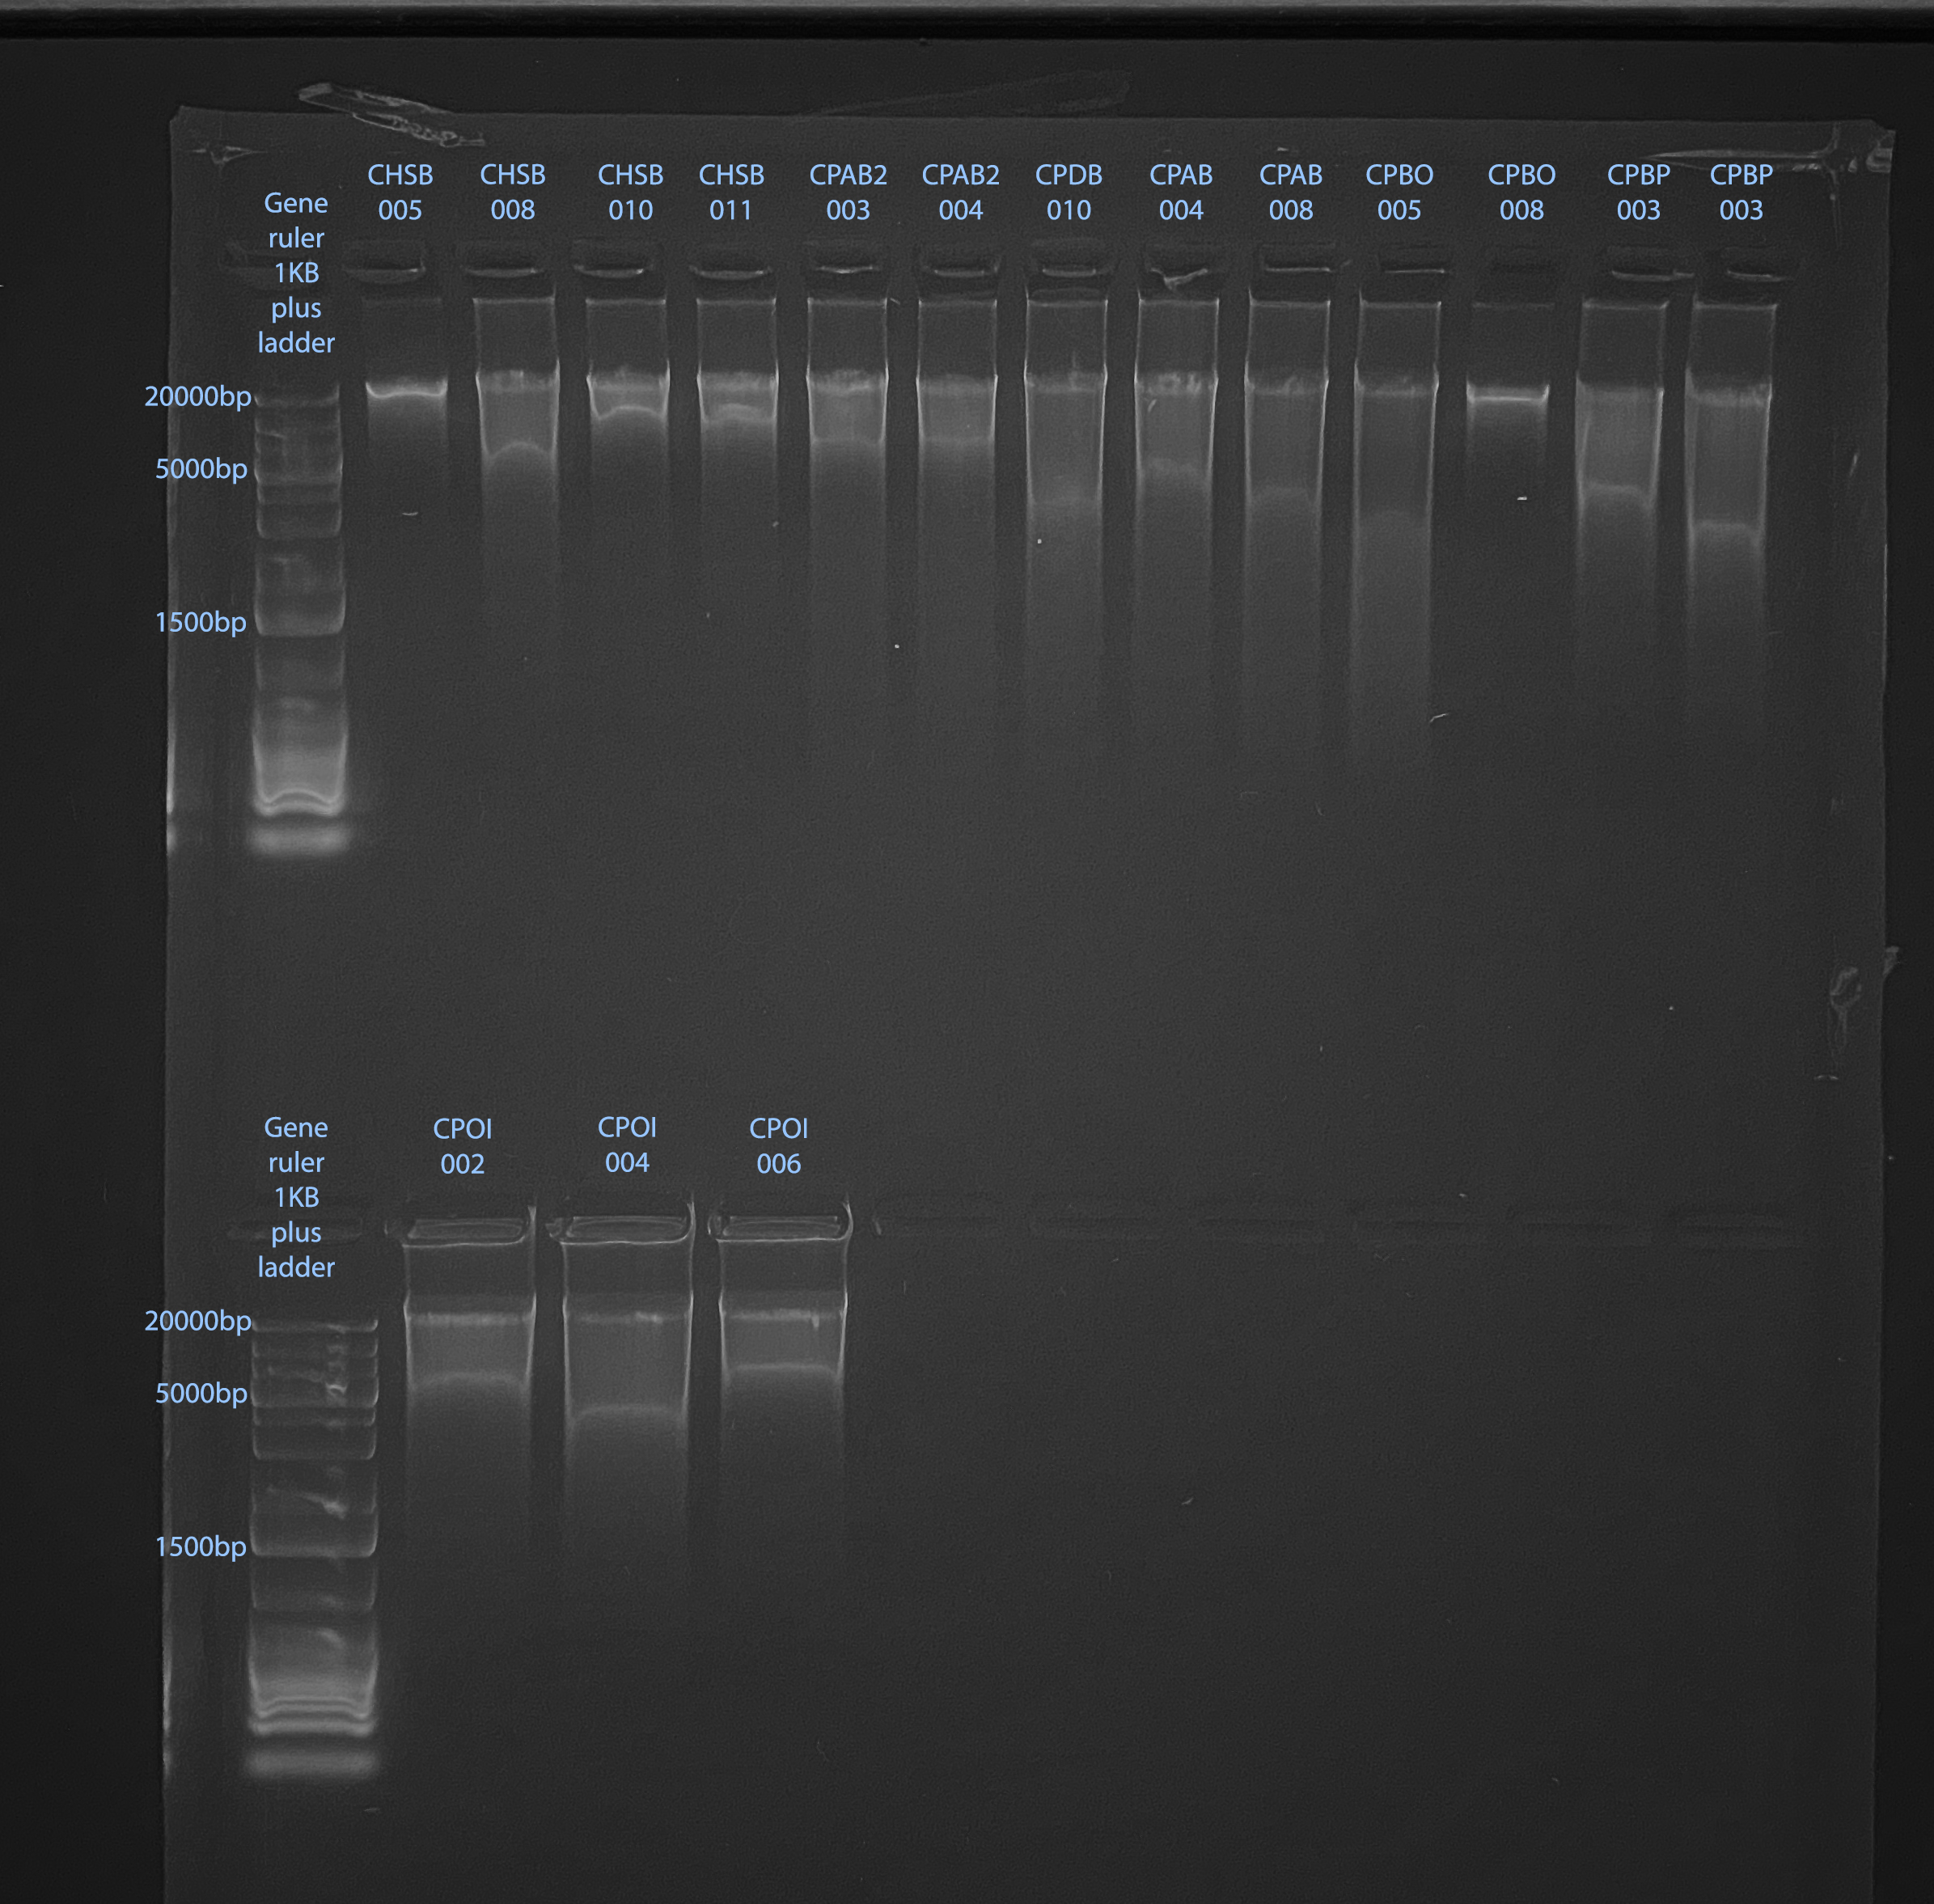 CHSB CHSB CHSB CHSB CPAB2 CPAB2 CPDB CPAB CPAB CPBO CPBO CPBP CPBP
005 008 010 011 003 004 010 004 008 005 008 003 003
Gene
ruler
1KB
plus
ladder
20000bp
5000bp
1500bp
Gene
ruler
1KB
plus
ladder
CPOI CPOI CPOI
002 004 006
20000bp
5000bp
1500bp